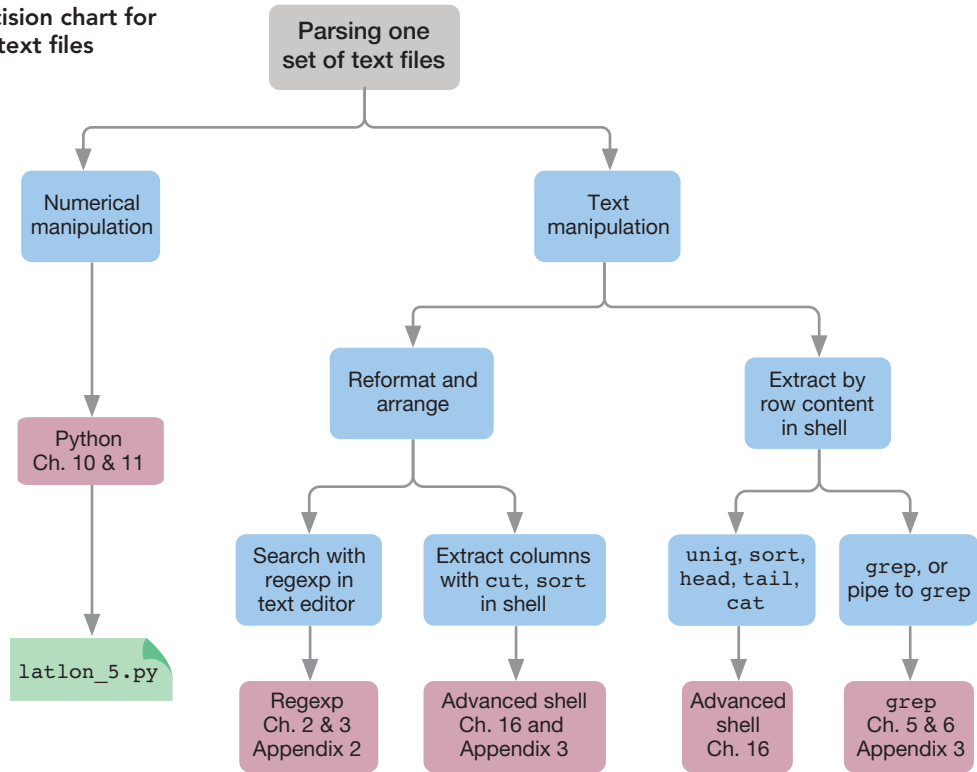 cision chart for
text files
Parsing one
set of text files
Numerical
manipulation
Text
manipulation
Reformat and
arrange
Extract by
row content
in shell
Python
Ch. 10 & 11
Search with
regexp in
text editor
Extract columns
with cut, sort
in shell
uniq, sort,
head, tail,
cat
grep, or
pipe to grep
latlon_5.py
Regexp
Ch. 2 & 3
Appendix 2
Advanced shell
Ch. 16 and
Appendix 3
Advanced
shell
Ch. 16
grep
Ch. 5 & 6
Appendix 3